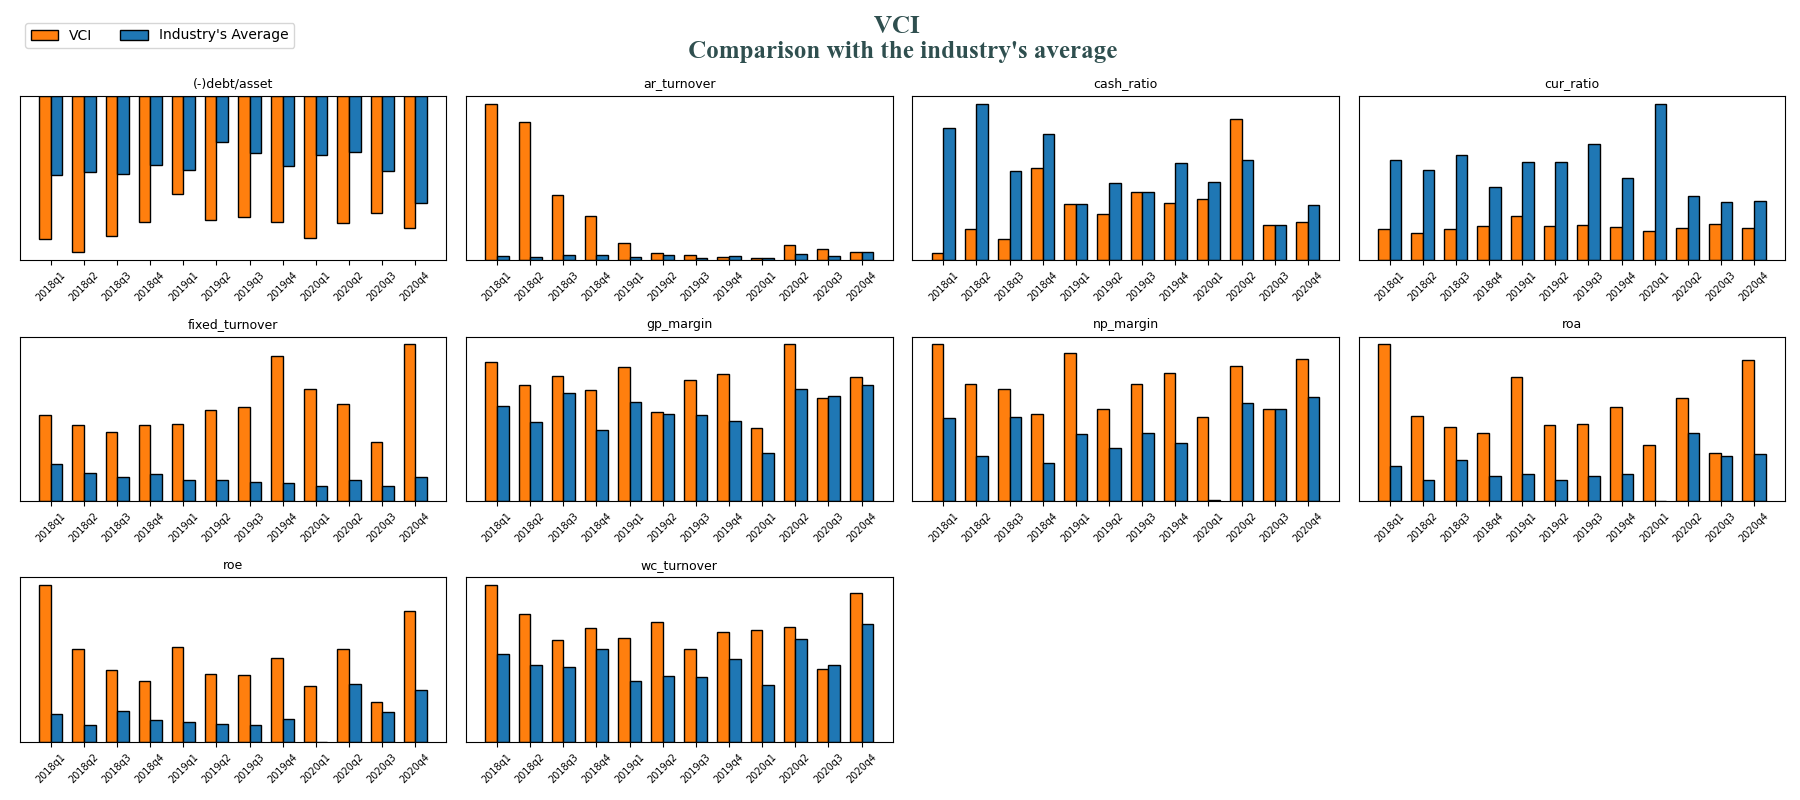 VCI
Comparison with the industry's average
VCI Industry's Average
(-)debt/asset
2018q1 2018q2 2018q3 2018q4 2019q1 2019q2 2019q3 2019q4 2020q1 2020q2 2020q3 2020q4
ar_turnover
2018q1 2018q2 2018q3 2018q4 2019q1 2019q2 2019q3 2019q4 2020q1 2020q2 2020q3 2020q4
cash_ratio
2018q1 2018q2 2018q3 2018q4 2019q1 2019q2 2019q3 2019q4 2020q1 2020q2 2020q3 2020q4
cur_ratio
2018q1 2018q2 2018q3 2018q4 2019q1 2019q2 2019q3 2019q4 2020q1 2020q2 2020q3 2020q4
fixed_turnover
2018q1 2018q2 2018q3 2018q4 2019q1 2019q2 2019q3 2019q4 2020q1 2020q2 2020q3 2020q4
gp_margin
2018q1 2018q2 2018q3 2018q4 2019q1 2019q2 2019q3 2019q4 2020q1 2020q2 2020q3 2020q4
np_margin
2018q1 2018q2 2018q3 2018q4 2019q1 2019q2 2019q3 2019q4 2020q1 2020q2 2020q3 2020q4
roa
2018q1 2018q2 2018q3 2018q4 2019q1 2019q2 2019q3 2019q4 2020q1 2020q2 2020q3 2020q4
roe
2018q1 2018q2 2018q3 2018q4 2019q1 2019q2 2019q3 2019q4 2020q1 2020q2 2020q3 2020q4
wc_turnover
2018q1 2018q2 2018q3 2018q4 2019q1 2019q2 2019q3 2019q4 2020q1 2020q2 2020q3 2020q4